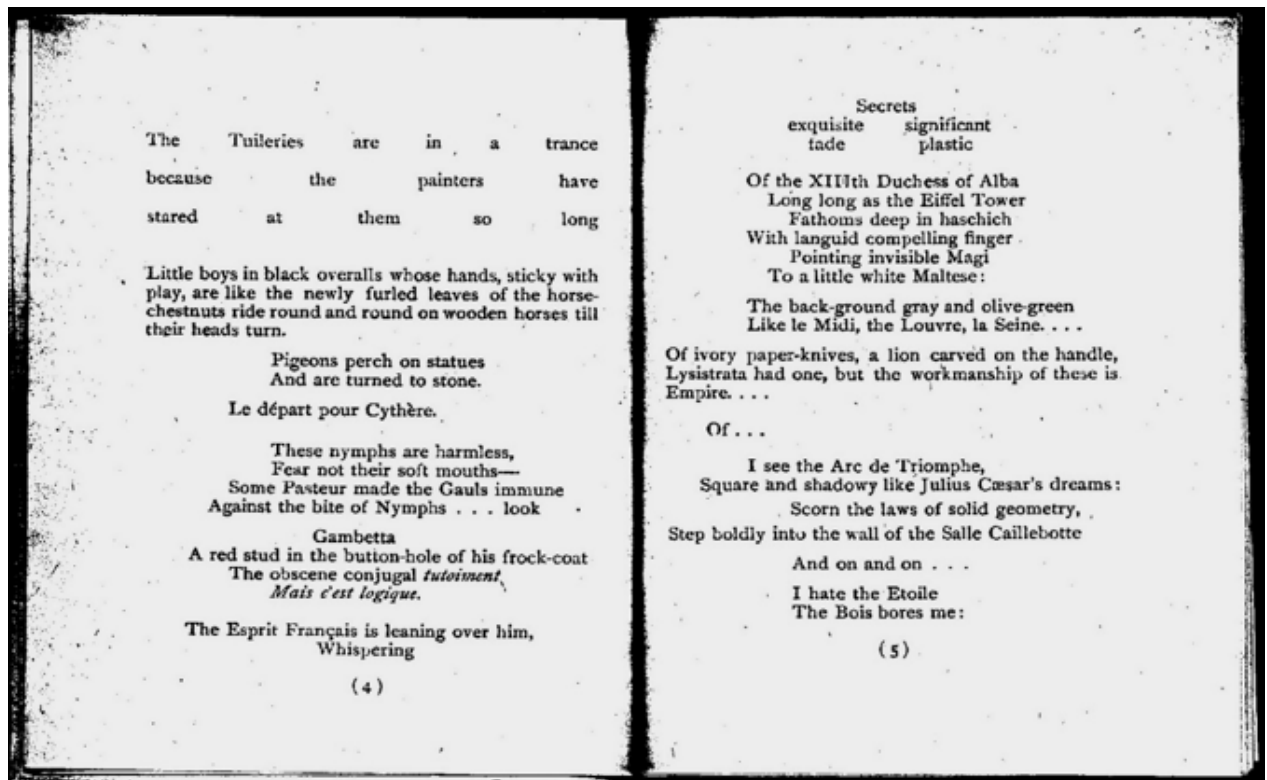 The Tuileries are in a trance
because the painters have
stared at them so long
Little boys in black overalls whose hands, sticky with
play, are like the newly furled leaves of the horse-
chestnuts ride round and round on wooden horses till
their heads turn.
Pigeons perch on statues
And are turned to stone.
Le départ pour Cythère.
These nymphs are harmless,
Fear not their soft mouths—
Some Pasteur made the Gauls immune
Against the bite of Nymphs . . . look
Gambetta
A red stud in the button-hole of his frock-coat
The obscene conjugal tutoiment
Mais c'est logique.
The Esprit Français is leaning over him,
Whispering
(4)
Secrets
exquisite significant
fade plastic
Of the XIIIth Duchess of Alba
Long long as the Eiffel Tower
Fathoms deep in haschich
With languid compelling finger
Pointing invisible Magi
To a little white Maltese:
The back-ground gray and olive-green
Like le Midi, the Louvre, la Seine. . . .
Of ivory paper-knives, a lion carved on the handle,
Lysistrata had one, but the workmanship of these is
Empire. . . .
Of . . .
I see the Arc de Triomphe,
Square and shadowy like Julius Cæsar's dreams:
Scorn the laws of solid geometry,
Step boldly into the wall of the Salle Caillebotte
And on and on . . .
I hate the Etoile
The Bois bores me:
(5)